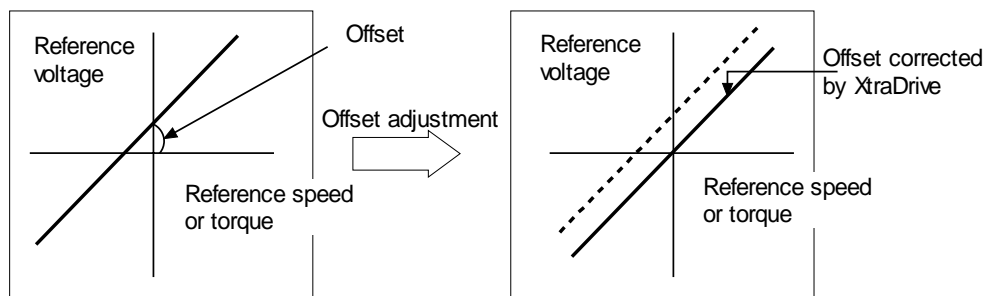 Reference
voltage
Offset
Offset adjustment
Reference speed
or torque
Reference
voltage
Offset corrected
by XtraDrive
Reference speed
or torque